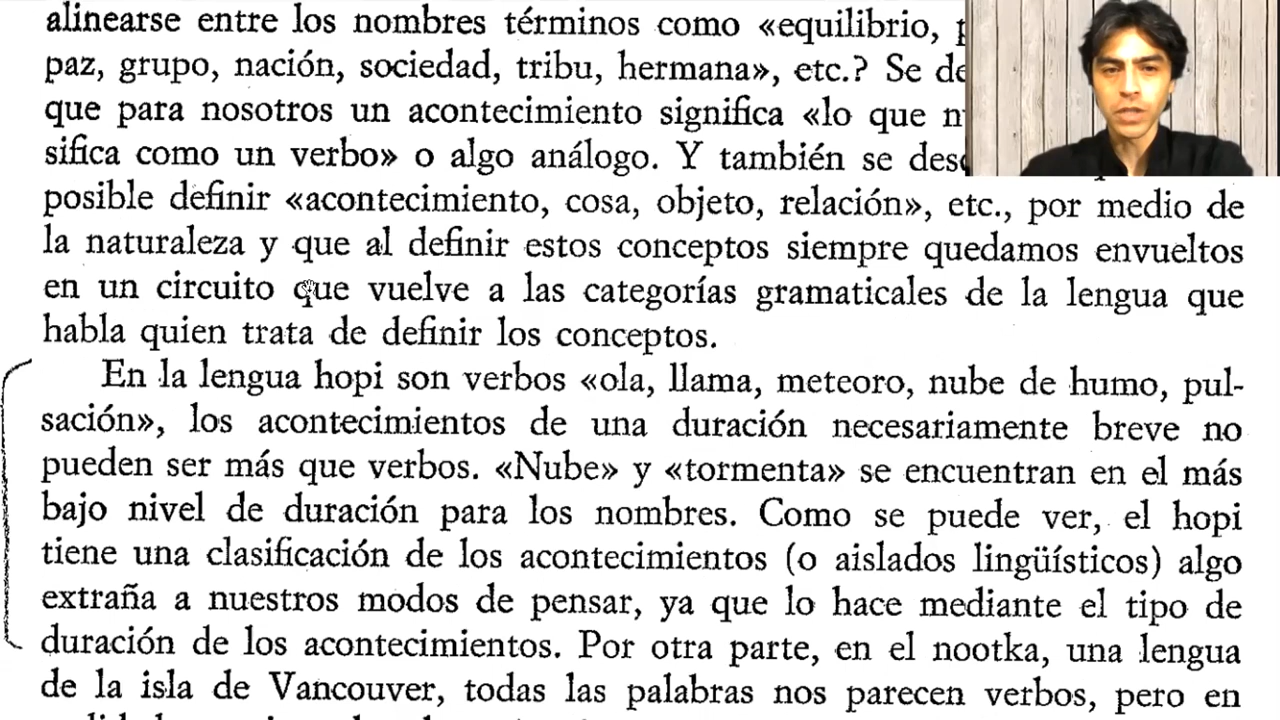 alinearse entre los nombres términos como «equilibrio,
paz, grupo, nación, sociedad, tribu, hermana», etc.? Se
que para nosotros un acontecimiento significa «lo que
sifica como un verbo» o algo análogo. Y también se
posible definir «acontecimiento, cosa, objeto, relación», etc., por medio de
la naturaleza y que al definir estos conceptos siempre quedamos envueltos
en un circuito que vuelve a las categorías gramaticales de la lengua que
habla quien trata de definir los conceptos.
En la lengua hopi son verbos «ola, llama, meteoro, nube de humo, pul-
sación», los acontecimientos de una duración necesariamente breve no
pueden ser más que verbos. «Nube» y «tormenta» se encuentran en el más
bajo nivel de duración para los nombres. Como se puede ver, el hopi
tiene una clasificación de los acontecimientos (o aislados lingüísticos) algo
extraña a nuestros modos de pensar, ya que lo hace mediante el tipo de
duración de los acontecimientos. Por otra parte, en el nootka, una lengua
de la isla de Vancouver, todas las palabras nos parecen verbos, pero en